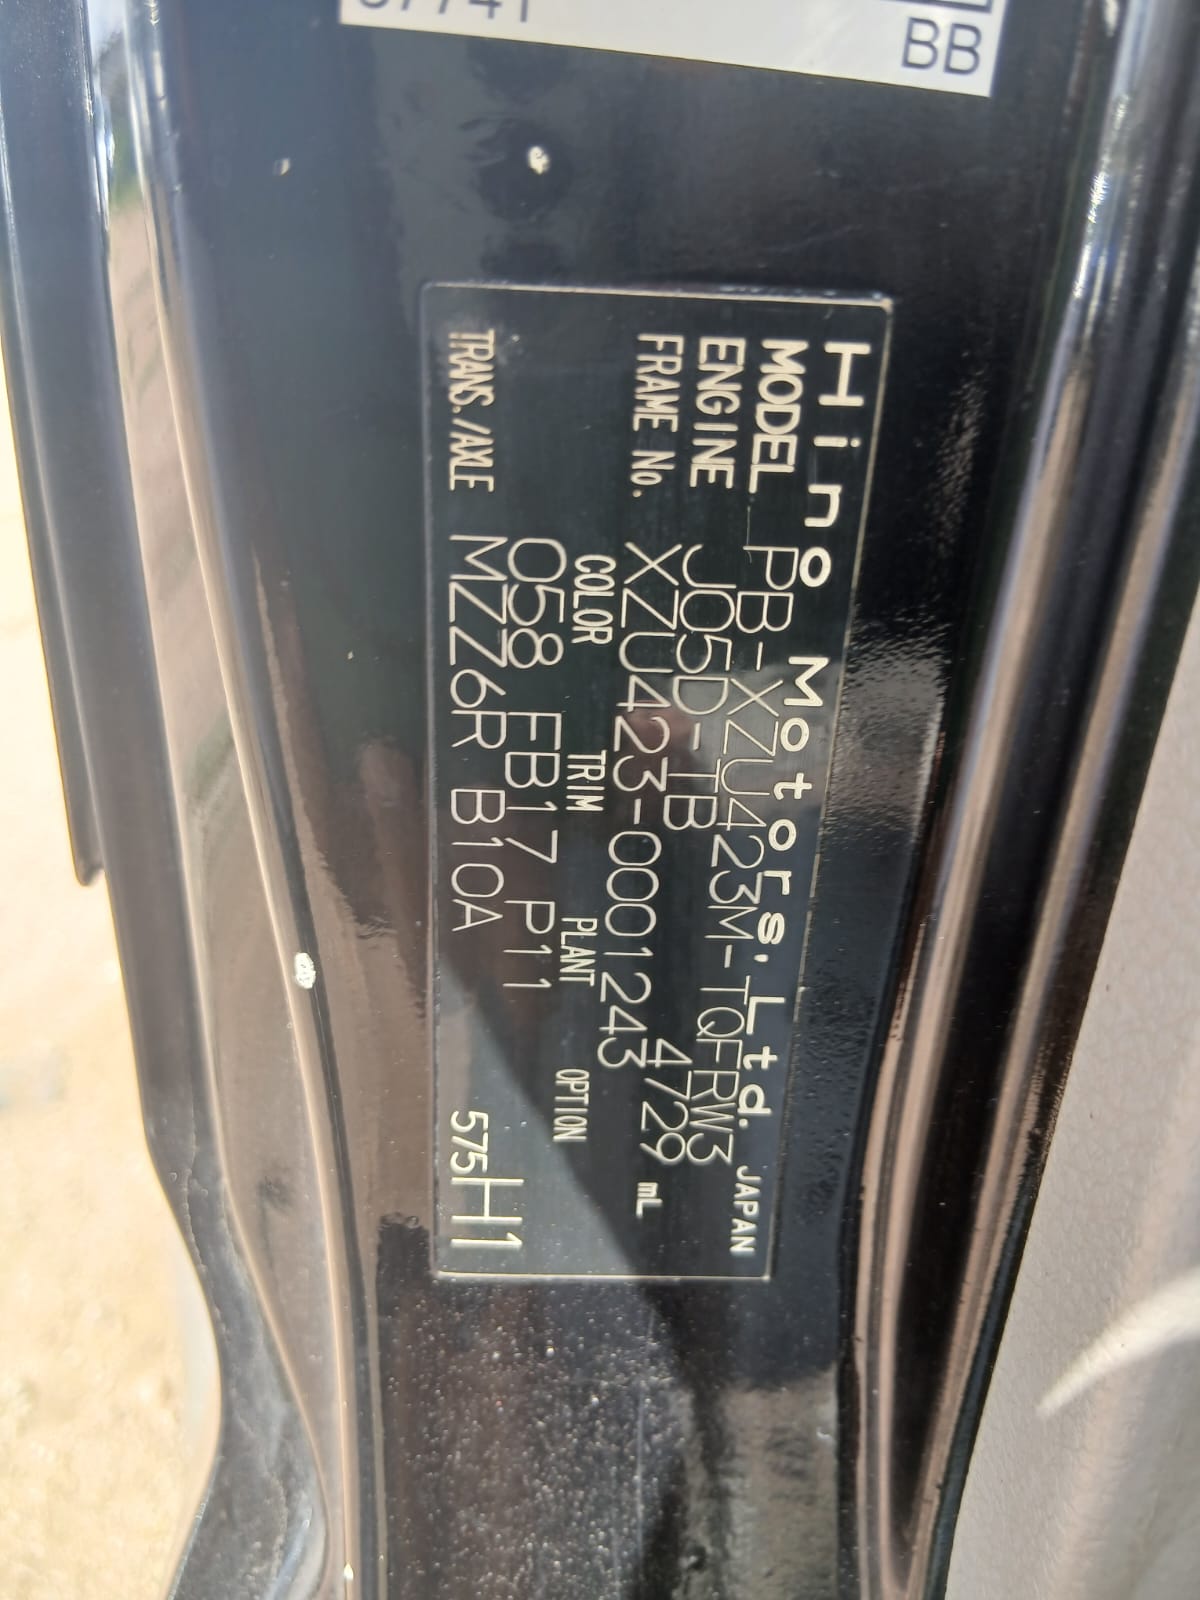 BB
Hino Motors, Ltd. JAPAN
MODEL PB-XZU423M-TQFRW3
ENGINE J05D-TB 4729 mL
FRAME No. XZU423-0001243
COLOR TRIM PLANT OPTION
058 FB17 P11
TRANS./AXLE MZZ6R B10A 575H1